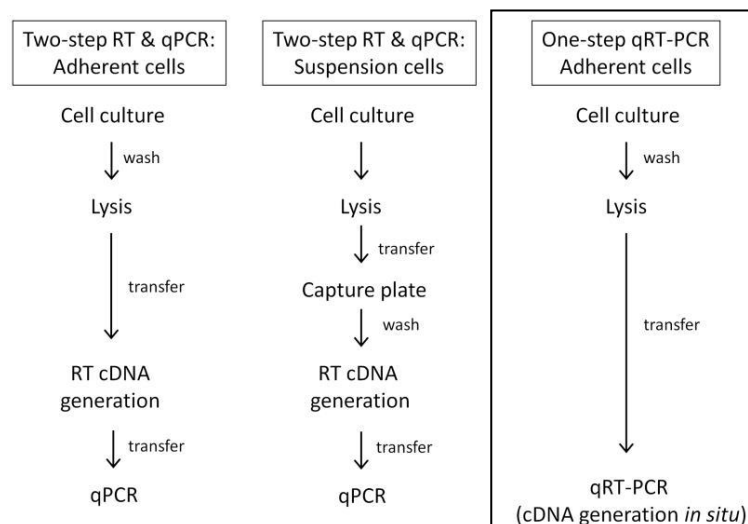 Two-step RT & qPCR:
Adherent cells
Cell culture
wash
Lysis
transfer
RT cDNA
generation
transfer
qPCR
Two-step RT & qPCR:
Suspension cells
Cell culture
Lysis
transfer
Capture plate
wash
RT cDNA
generation
transfer
qPCR
One-step qRT-PCR
Adherent cells
Cell culture
wash
Lysis
transfer
qRT-PCR
(cDNA generation in situ)